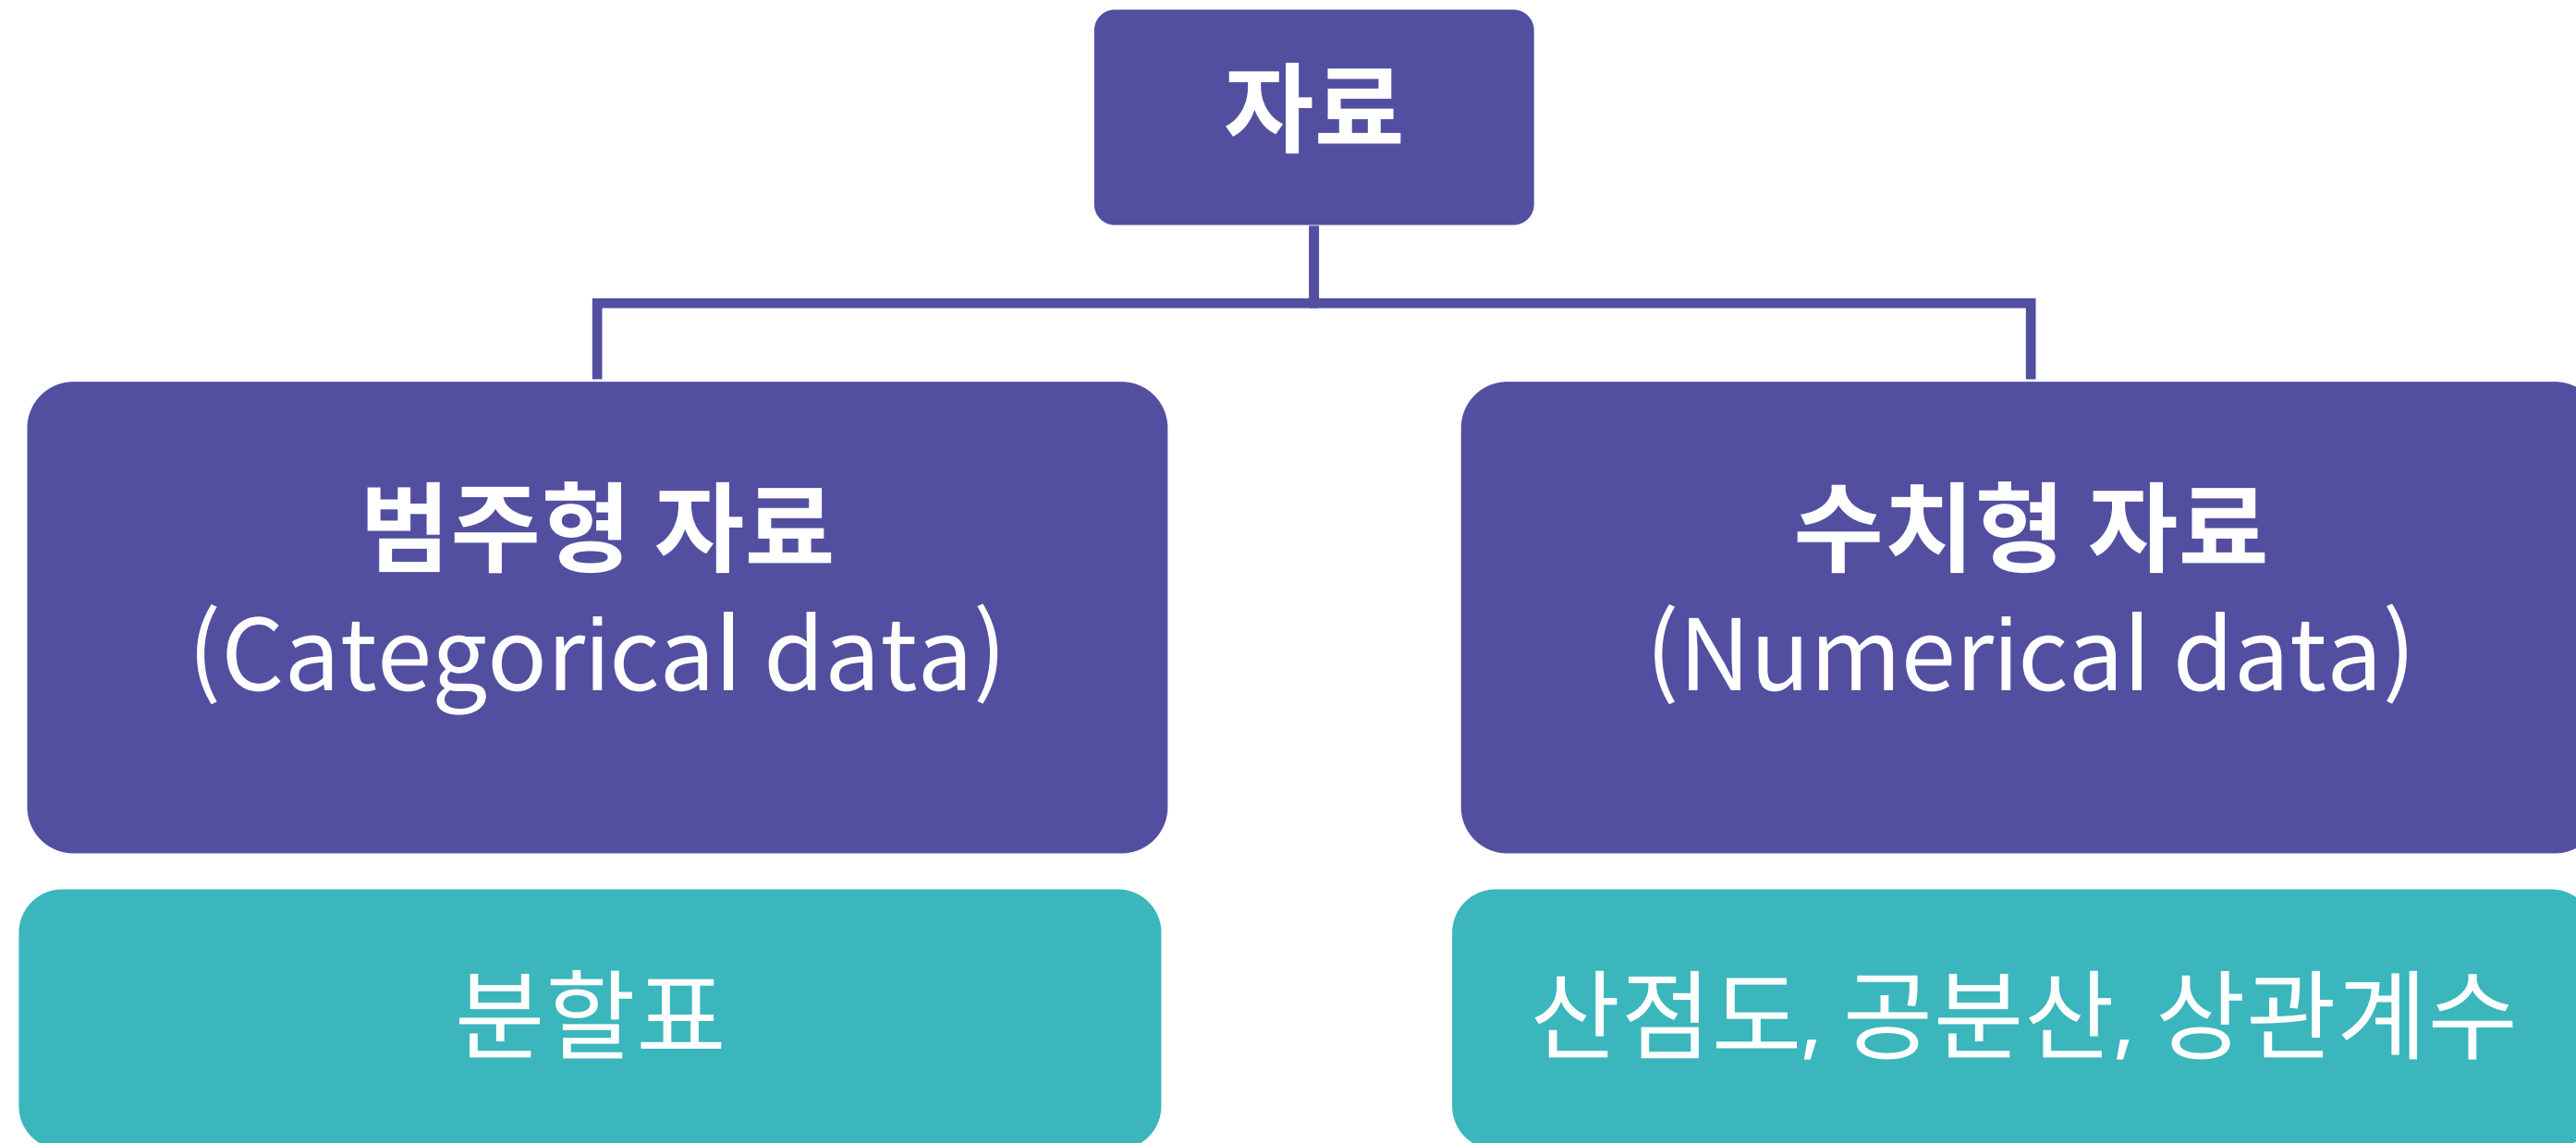 자료
범주형 자료
(Categorical data)
수치형 자료
(Numerical data)
분할표
산점도, 공분산, 상관계수